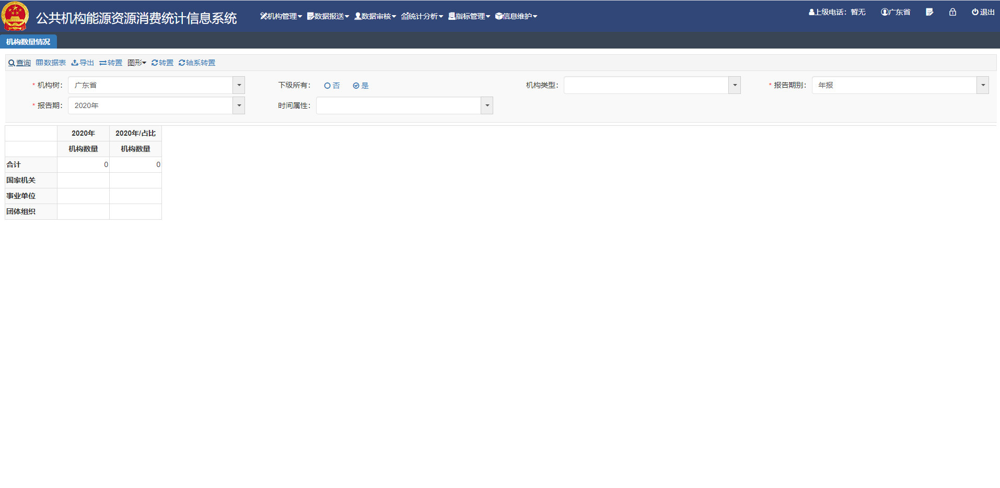 公共机构能源资源消费统计信息系统 机构管理 数据报送 数据审核 统计分析 指标管理 信息维护 上级电话：暂无 广东省 退出
机构数量情况
查询 数据表 导出 转置 图形 转置 轴系转置
* 机构树： 广东省 下级所有： 否 是 机构类型： * 报告期别： 年报
* 报告期： 2020年 时间属性：
2020年 2020年/占比
机构数量 机构数量
合计 0 0
国家机关
事业单位
团体组织